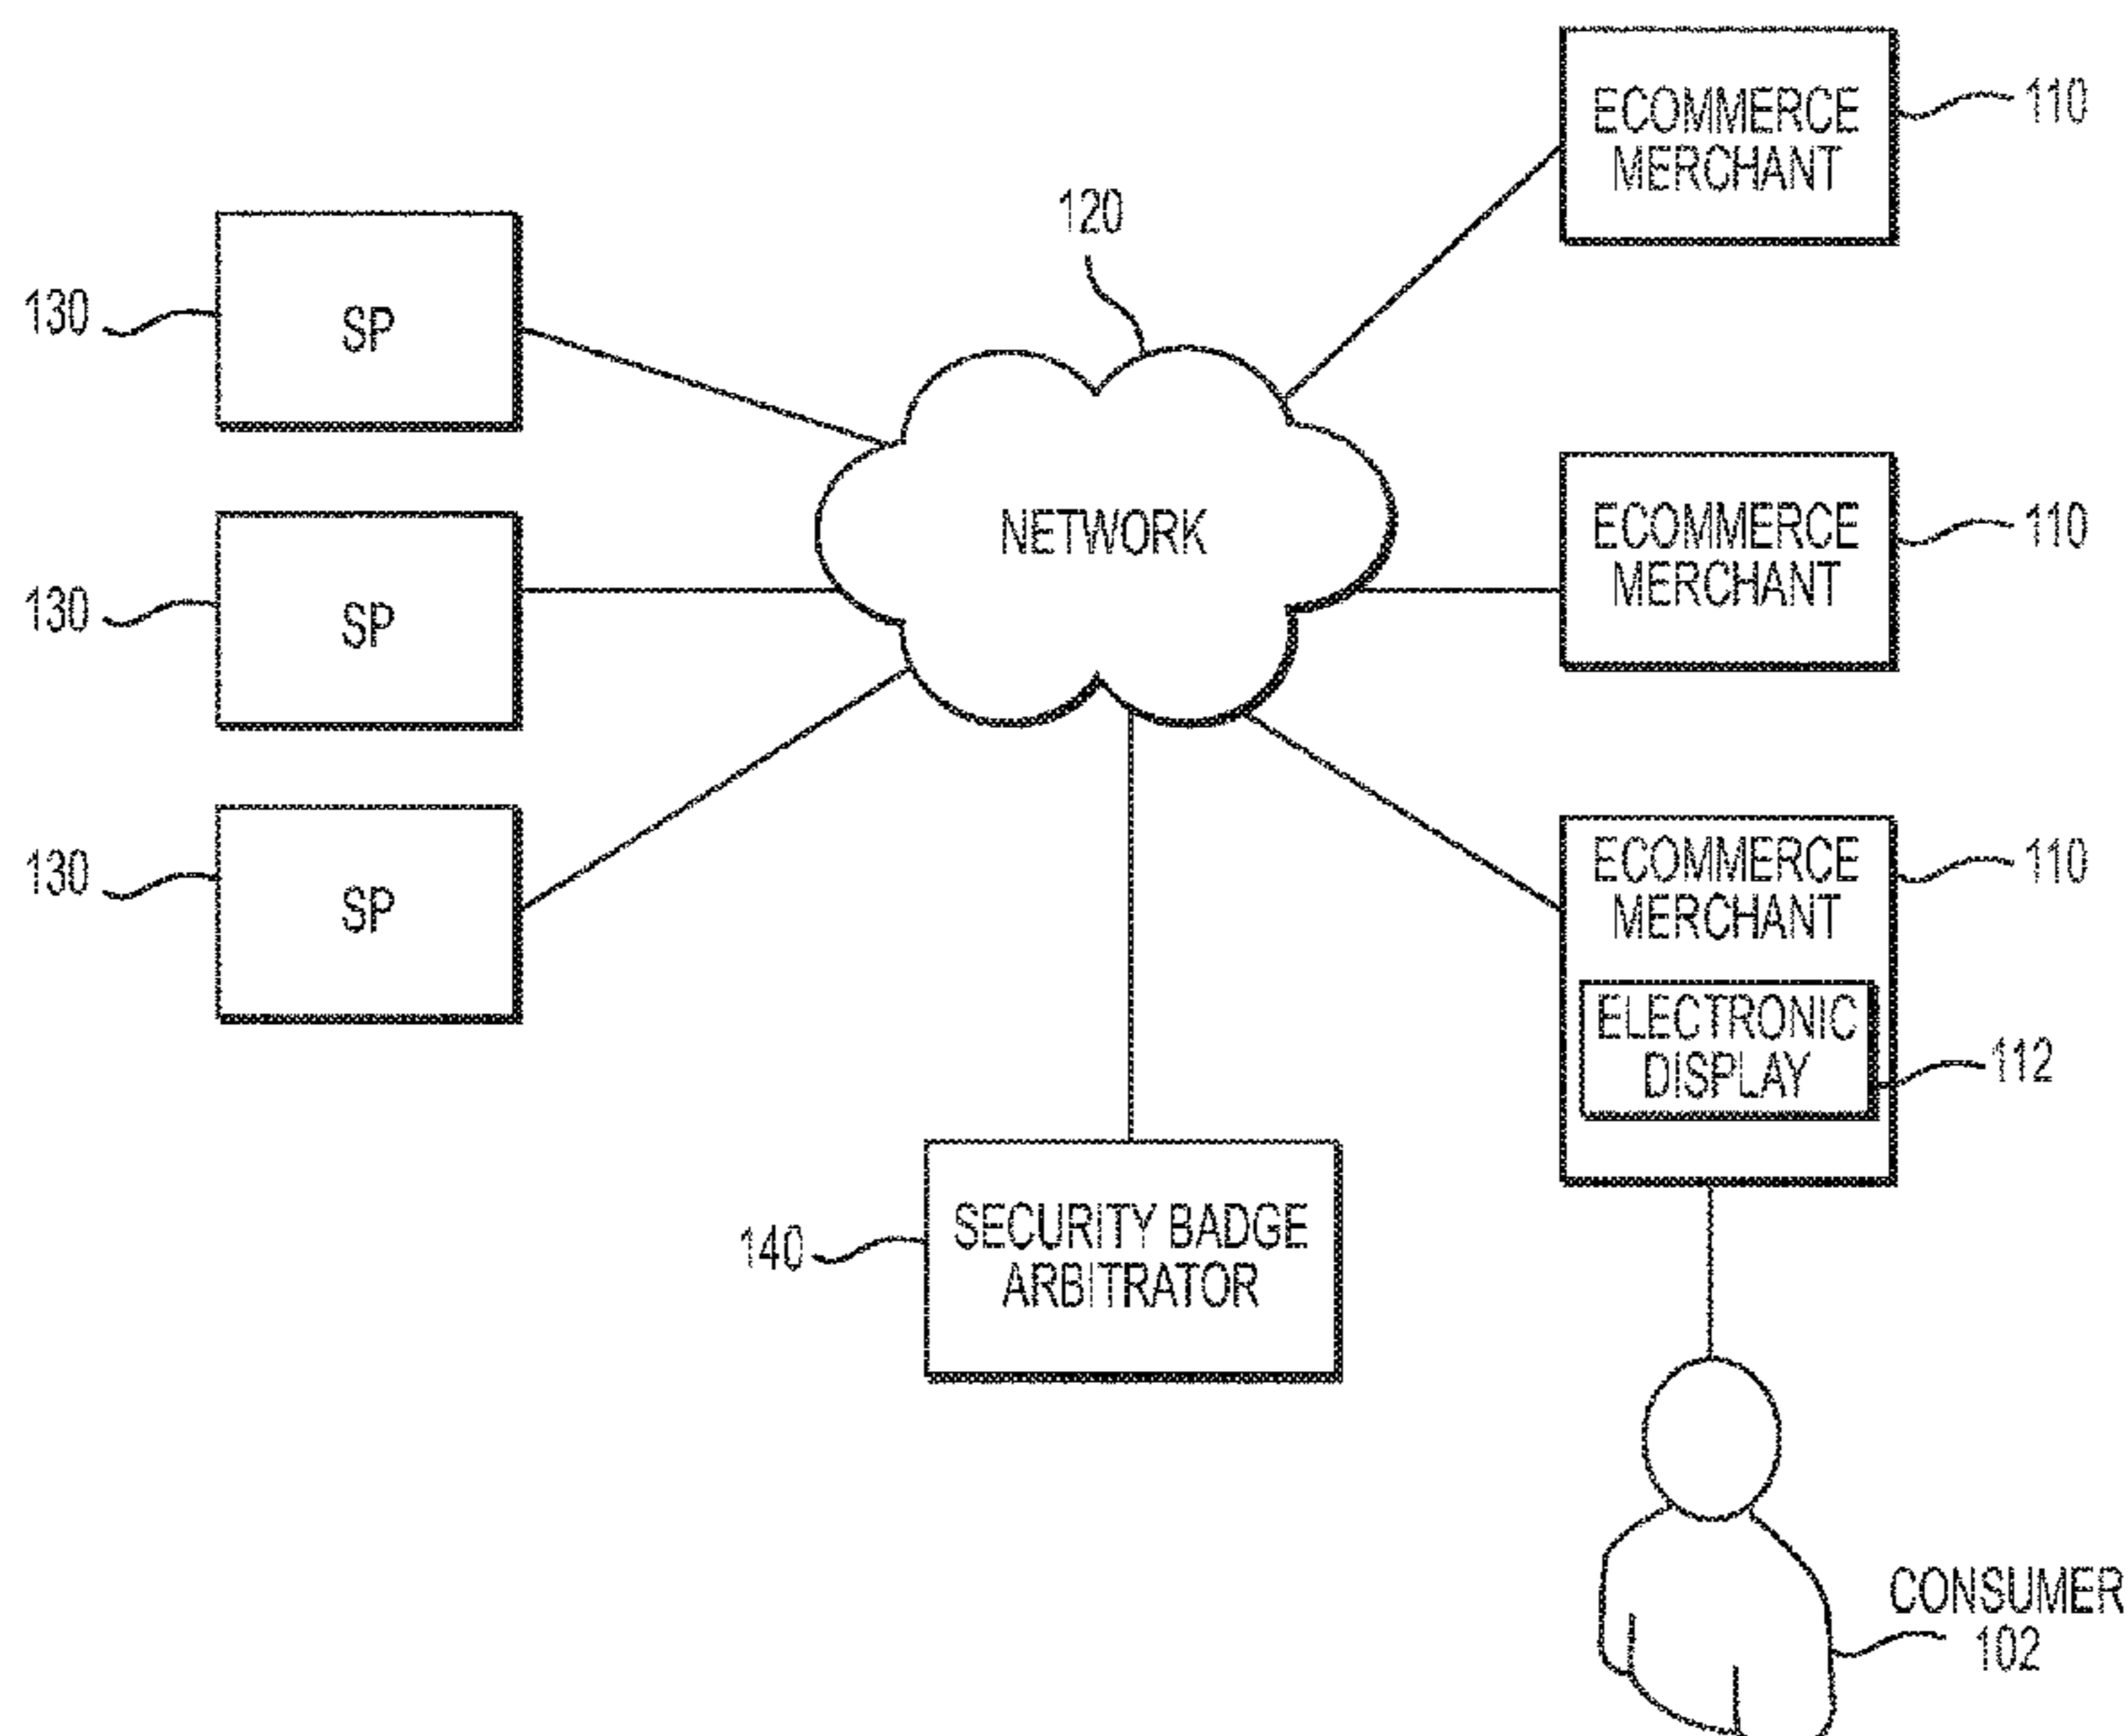 ECOMMERCE
MERCHANT
110
120
130
SP
NETWORK
ECOMMERCE
MERCHANT
110
130
SP
ECOMMERCE
MERCHANT
110
130
SP
ELECTRONIC
DISPLAY
112
140
SECURITY BADGE
ARBITRATOR
CONSUMER
102